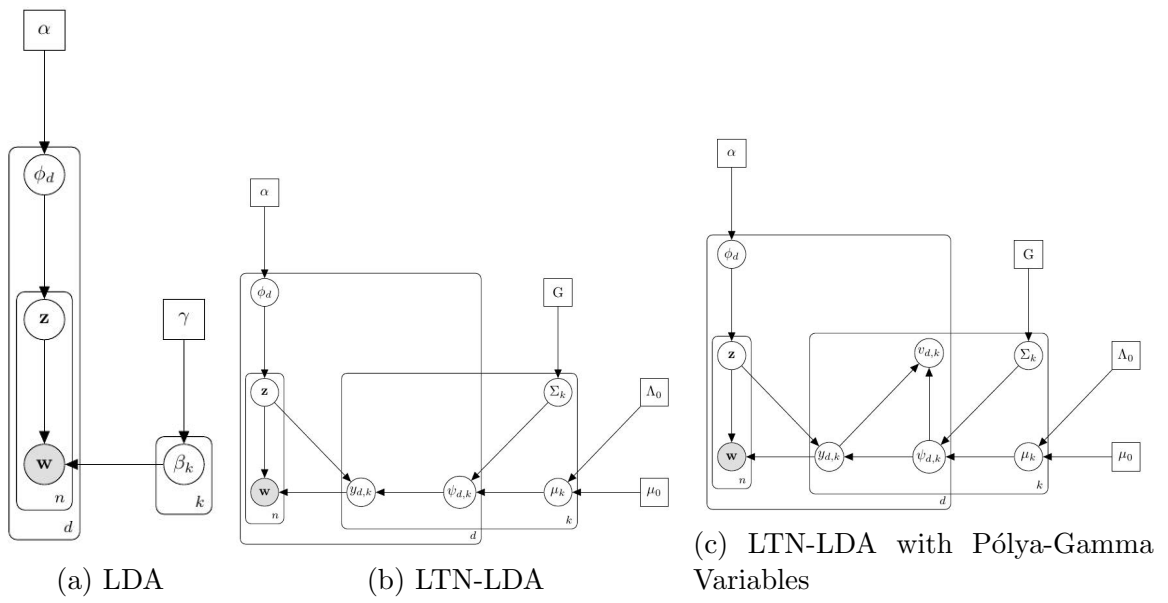 α
ϕ_d
z
γ
w
β_k
n
k
d
(a) LDA
α
ϕ_d
G
z
Σ_k
Λ_0
w
y_{d,k}
ψ_{d,k}
μ_k
μ_0
n
k
d
(b) LTN-LDA
α
ϕ_d
G
z
v_{d,k}
Σ_k
Λ_0
w
y_{d,k}
ψ_{d,k}
μ_k
μ_0
n
k
d
(c) LTN-LDA with Pólya-Gamma
Variables